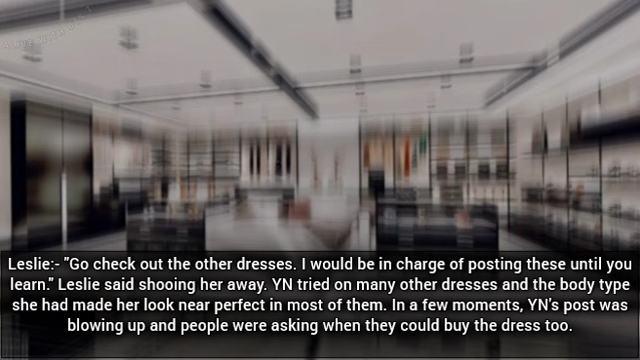 Leslie:- "Go check out the other dresses. I would be in charge of posting these until you
learn." Leslie said shooing her away. YN tried on many other dresses and the body type
she had made her look near perfect in most of them. In a few moments, YN's post was
blowing up and people were asking when they could buy the dress too.